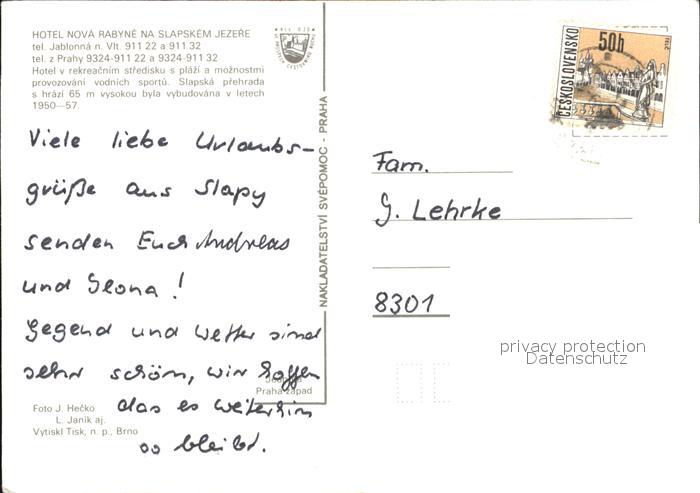 HOTEL NOVÁ RABYNĚ NA SLAPSKÉM JEZEŘE
tel. Jablonná n. Vlt. 911 22 a 911 32
tel. z Prahy 9324-911 22 a 9324-911 32
Hotel v rekreačním středisku s pláží a možnostmi
provozování vodních sportů. Slapská přehrada
s hrází 65 m vysokou byla vybudována v letech
1950—57.
Viele liebe Urlaubs-
grüße aus Slapy
senden Euch Andreas
und Ilona!
Gegend und Wetter sind
sehr schön, wir hoffen
das es weiterhin
so bleibt.
Praha západ
Foto J. Hečko
L. Janík aj.
Vytiskl Tisk, n. p., Brno
NAKLADATELSTVÍ SVÉPOMOC - PRAHA
ČESKOSLOVENSKO
50h
TELČ
Fam.
G. Lehrke
8301
privacy protection
Datenschutz